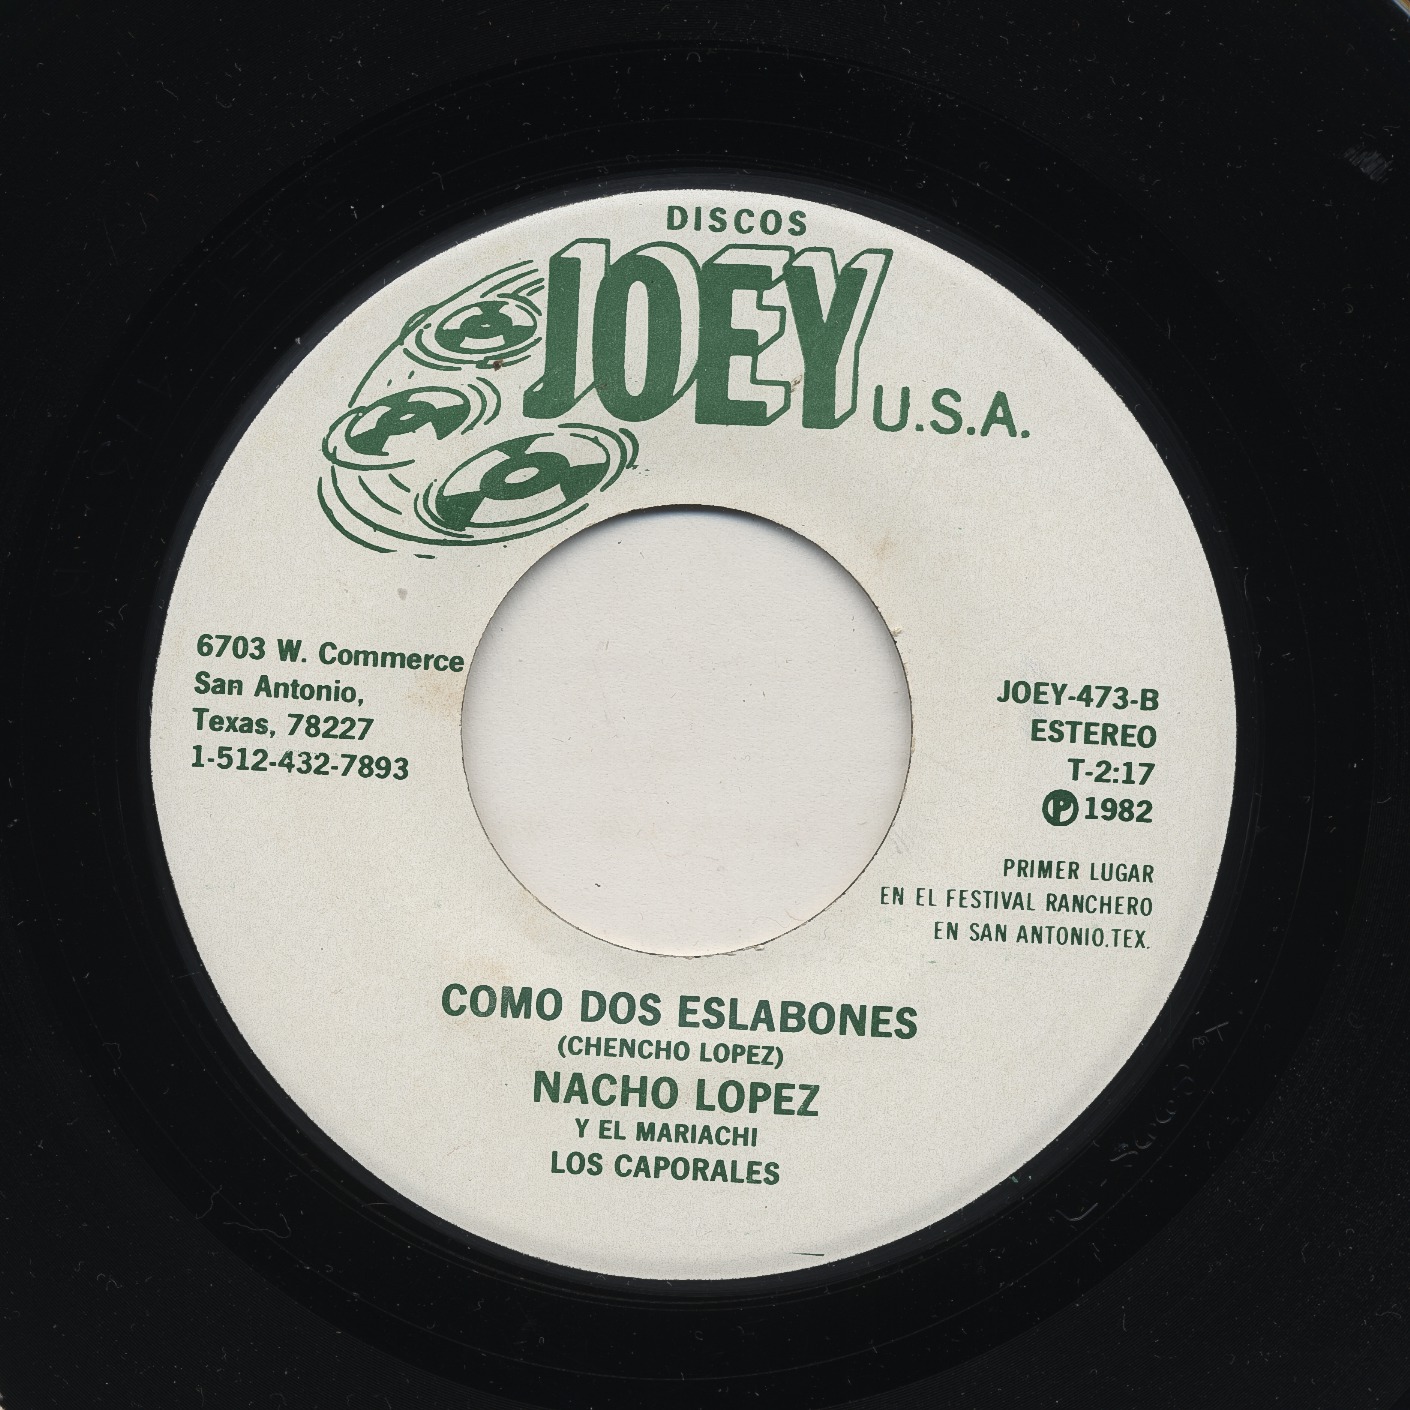 DISCOS
JOEY
U.S.A.
6703 W. Commerce
San Antonio,
Texas, 78227
1-512-432-7893
JOEY-473-B
ESTEREO
T-2:17
Ⓟ 1982
PRIMER LUGAR
EN EL FESTIVAL RANCHERO
EN SAN ANTONIO.TEX.
COMO DOS ESLABONES
(CHENCHO LOPEZ)
NACHO LOPEZ
Y EL MARIACHI
LOS CAPORALES